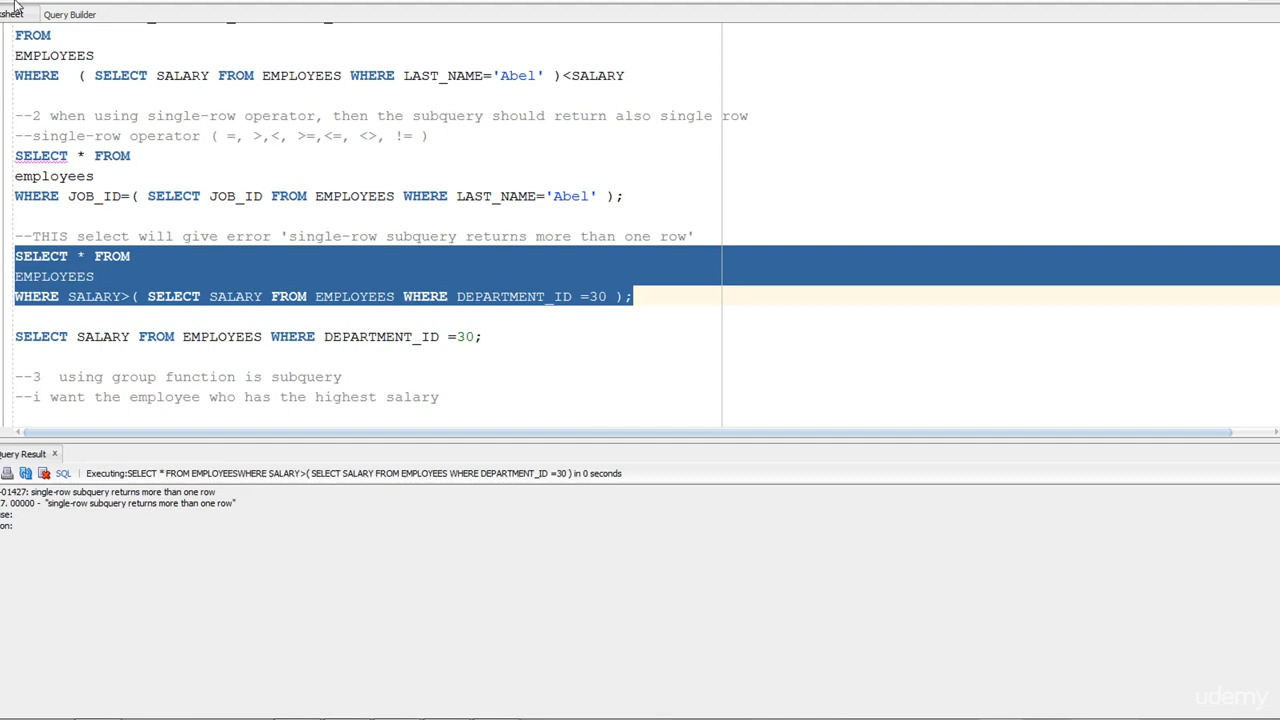 ksheet Query Builder
FROM
EMPLOYEES
WHERE  ( SELECT SALARY FROM EMPLOYEES WHERE LAST_NAME='Abel' )<SALARY
--2 when using single-row operator, then the subquery should return also single row
--single-row operator ( =, >,<, >=,<=, <>, != )
SELECT * FROM
employees
WHERE JOB_ID=( SELECT JOB_ID FROM EMPLOYEES WHERE LAST_NAME='Abel' );
--THIS select will give error 'single-row subquery returns more than one row'
SELECT * FROM
EMPLOYEES
WHERE SALARY>( SELECT SALARY FROM EMPLOYEES WHERE DEPARTMENT_ID =30 );
SELECT SALARY FROM EMPLOYEES WHERE DEPARTMENT_ID =30;
--3  using group function is subquery
--i want the employee who has the highest salary
Query Result x
SQL | Executing:SELECT * FROM EMPLOYEESWHERE SALARY>( SELECT SALARY FROM EMPLOYEES WHERE DEPARTMENT_ID =30 ) in 0 seconds
-01427: single-row subquery returns more than one row
7. 00000 - "single-row subquery returns more than one row"
se:
on:
udemy